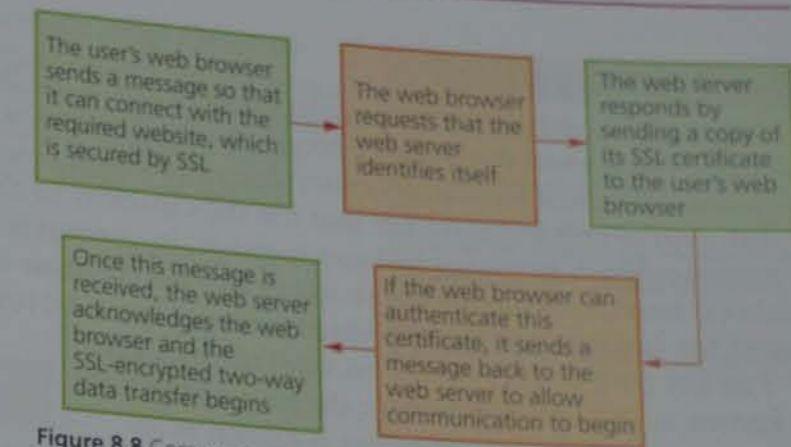 The user's web browser
sends a message so that
it can connect with the
required website, which
is secured by SSL
The web browser
requests that the
web server
identifies itself
The web server
responds by
sending a copy of
its SSL certificate
to the user's web
browser
If the web browser can
authenticate this
certificate, it sends a
message back to the
web server to allow
communication to begin
Once this message is
received, the web server
acknowledges the web
browser and the
SSL-encrypted two-way
data transfer begins
Figure 8.8